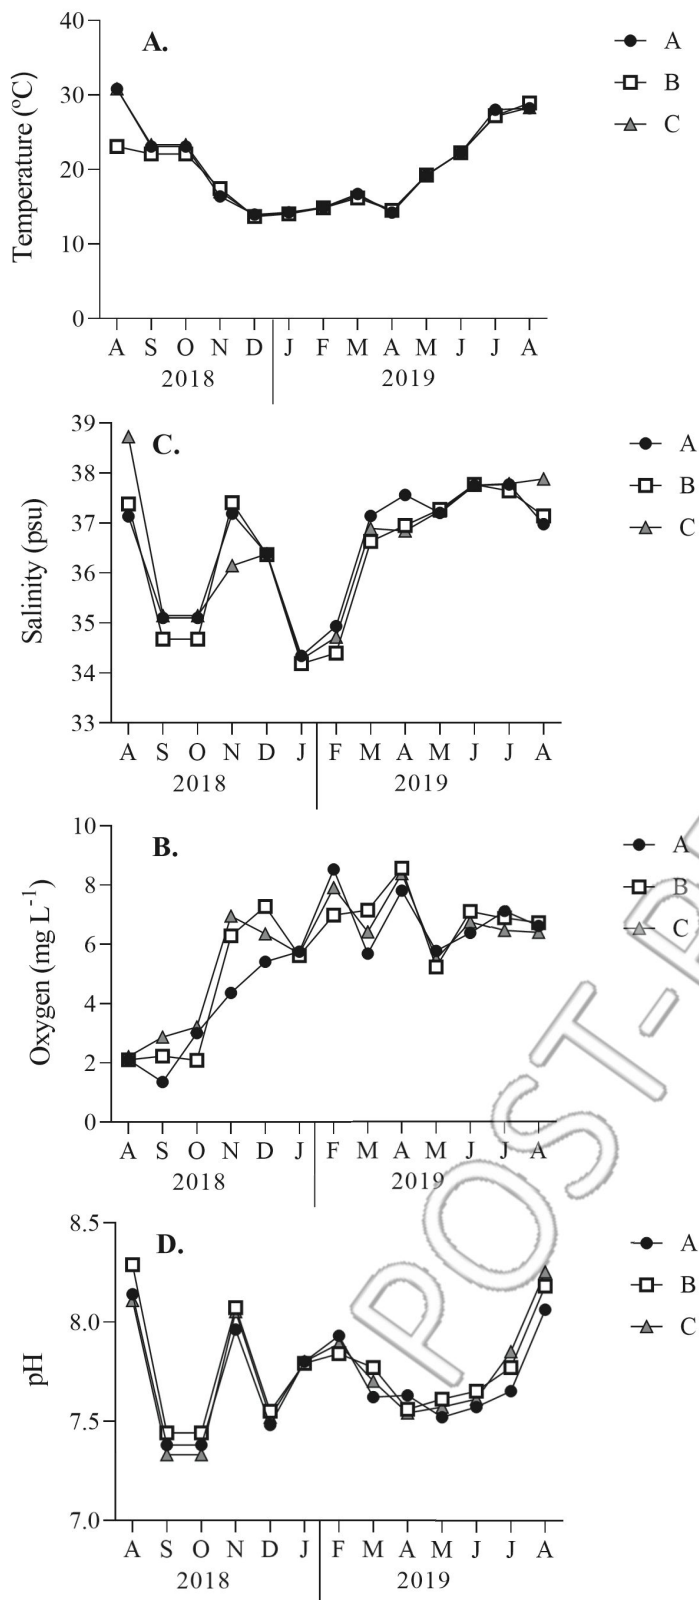 A.
40
30
20
10
0
Temperature (ºC)
A S O N D J F M A M J J A
2018 2019
A
B
C
C.
39
38
37
36
35
34
33
Salinity (psu)
A S O N D J F M A M J J A
2018 2019
A
B
C
B.
10
8
6
4
2
0
Oxygen (mg L⁻¹)
A S O N D J F M A M J J A
2018 2019
A
B
C
D.
8.5
8.0
7.5
7.0
pH
A S O N D J F M A M J J A
2018 2019
A
B
C
POST-P